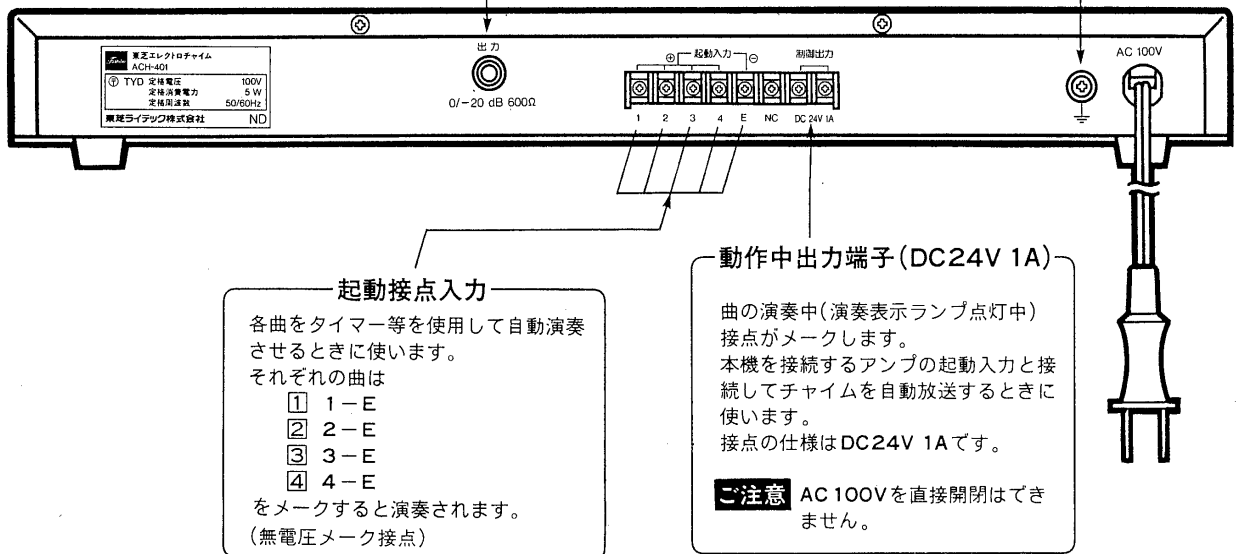 出力
0/−20 dB 600Ω
⊕ 起動入力 ⊖
制御出力
1 2 3 4 E NC DC 24V 1A
AC 100V
Toshiba 東芝エレクトロチャイム
ACH-401
Ⓣ TYD 定格電圧 100V
定格消費電力 5 W
定格周波数 50/60Hz
東芝ライテック株式会社 ND
起動接点入力
各曲をタイマー等を使用して自動演奏
させるときに使います。
それぞれの曲は
1 1−E
2 2−E
3 3−E
4 4−E
をメークすると演奏されます。
(無電圧メーク接点)
動作中出力端子(DC24V 1A)
曲の演奏中(演奏表示ランプ点灯中)
接点がメークします。
本機を接続するアンプの起動入力と接
続してチャイムを自動放送するときに
使います。
接点の仕様はDC24V 1Aです。
ご注意 AC100Vを直接開閉はでき
ません。